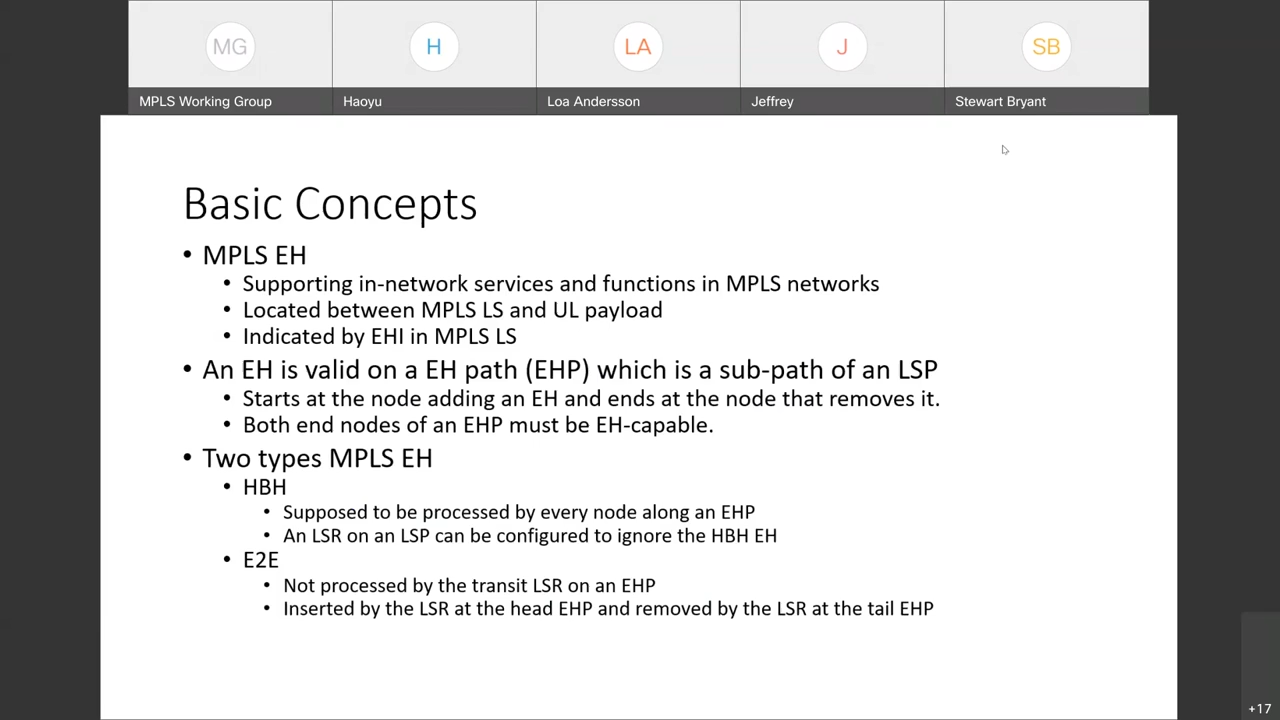 MG
H
LA
J
SB
MPLS Working Group
Haoyu
Loa Andersson
Jeffrey
Stewart Bryant
Basic Concepts
• MPLS EH
• Supporting in-network services and functions in MPLS networks
• Located between MPLS LS and UL payload
• Indicated by EHI in MPLS LS
• An EH is valid on a EH path (EHP) which is a sub-path of an LSP
• Starts at the node adding an EH and ends at the node that removes it.
• Both end nodes of an EHP must be EH-capable.
• Two types MPLS EH
• HBH
• Supposed to be processed by every node along an EHP
• An LSR on an LSP can be configured to ignore the HBH EH
• E2E
• Not processed by the transit LSR on an EHP
• Inserted by the LSR at the head EHP and removed by the LSR at the tail EHP
+17